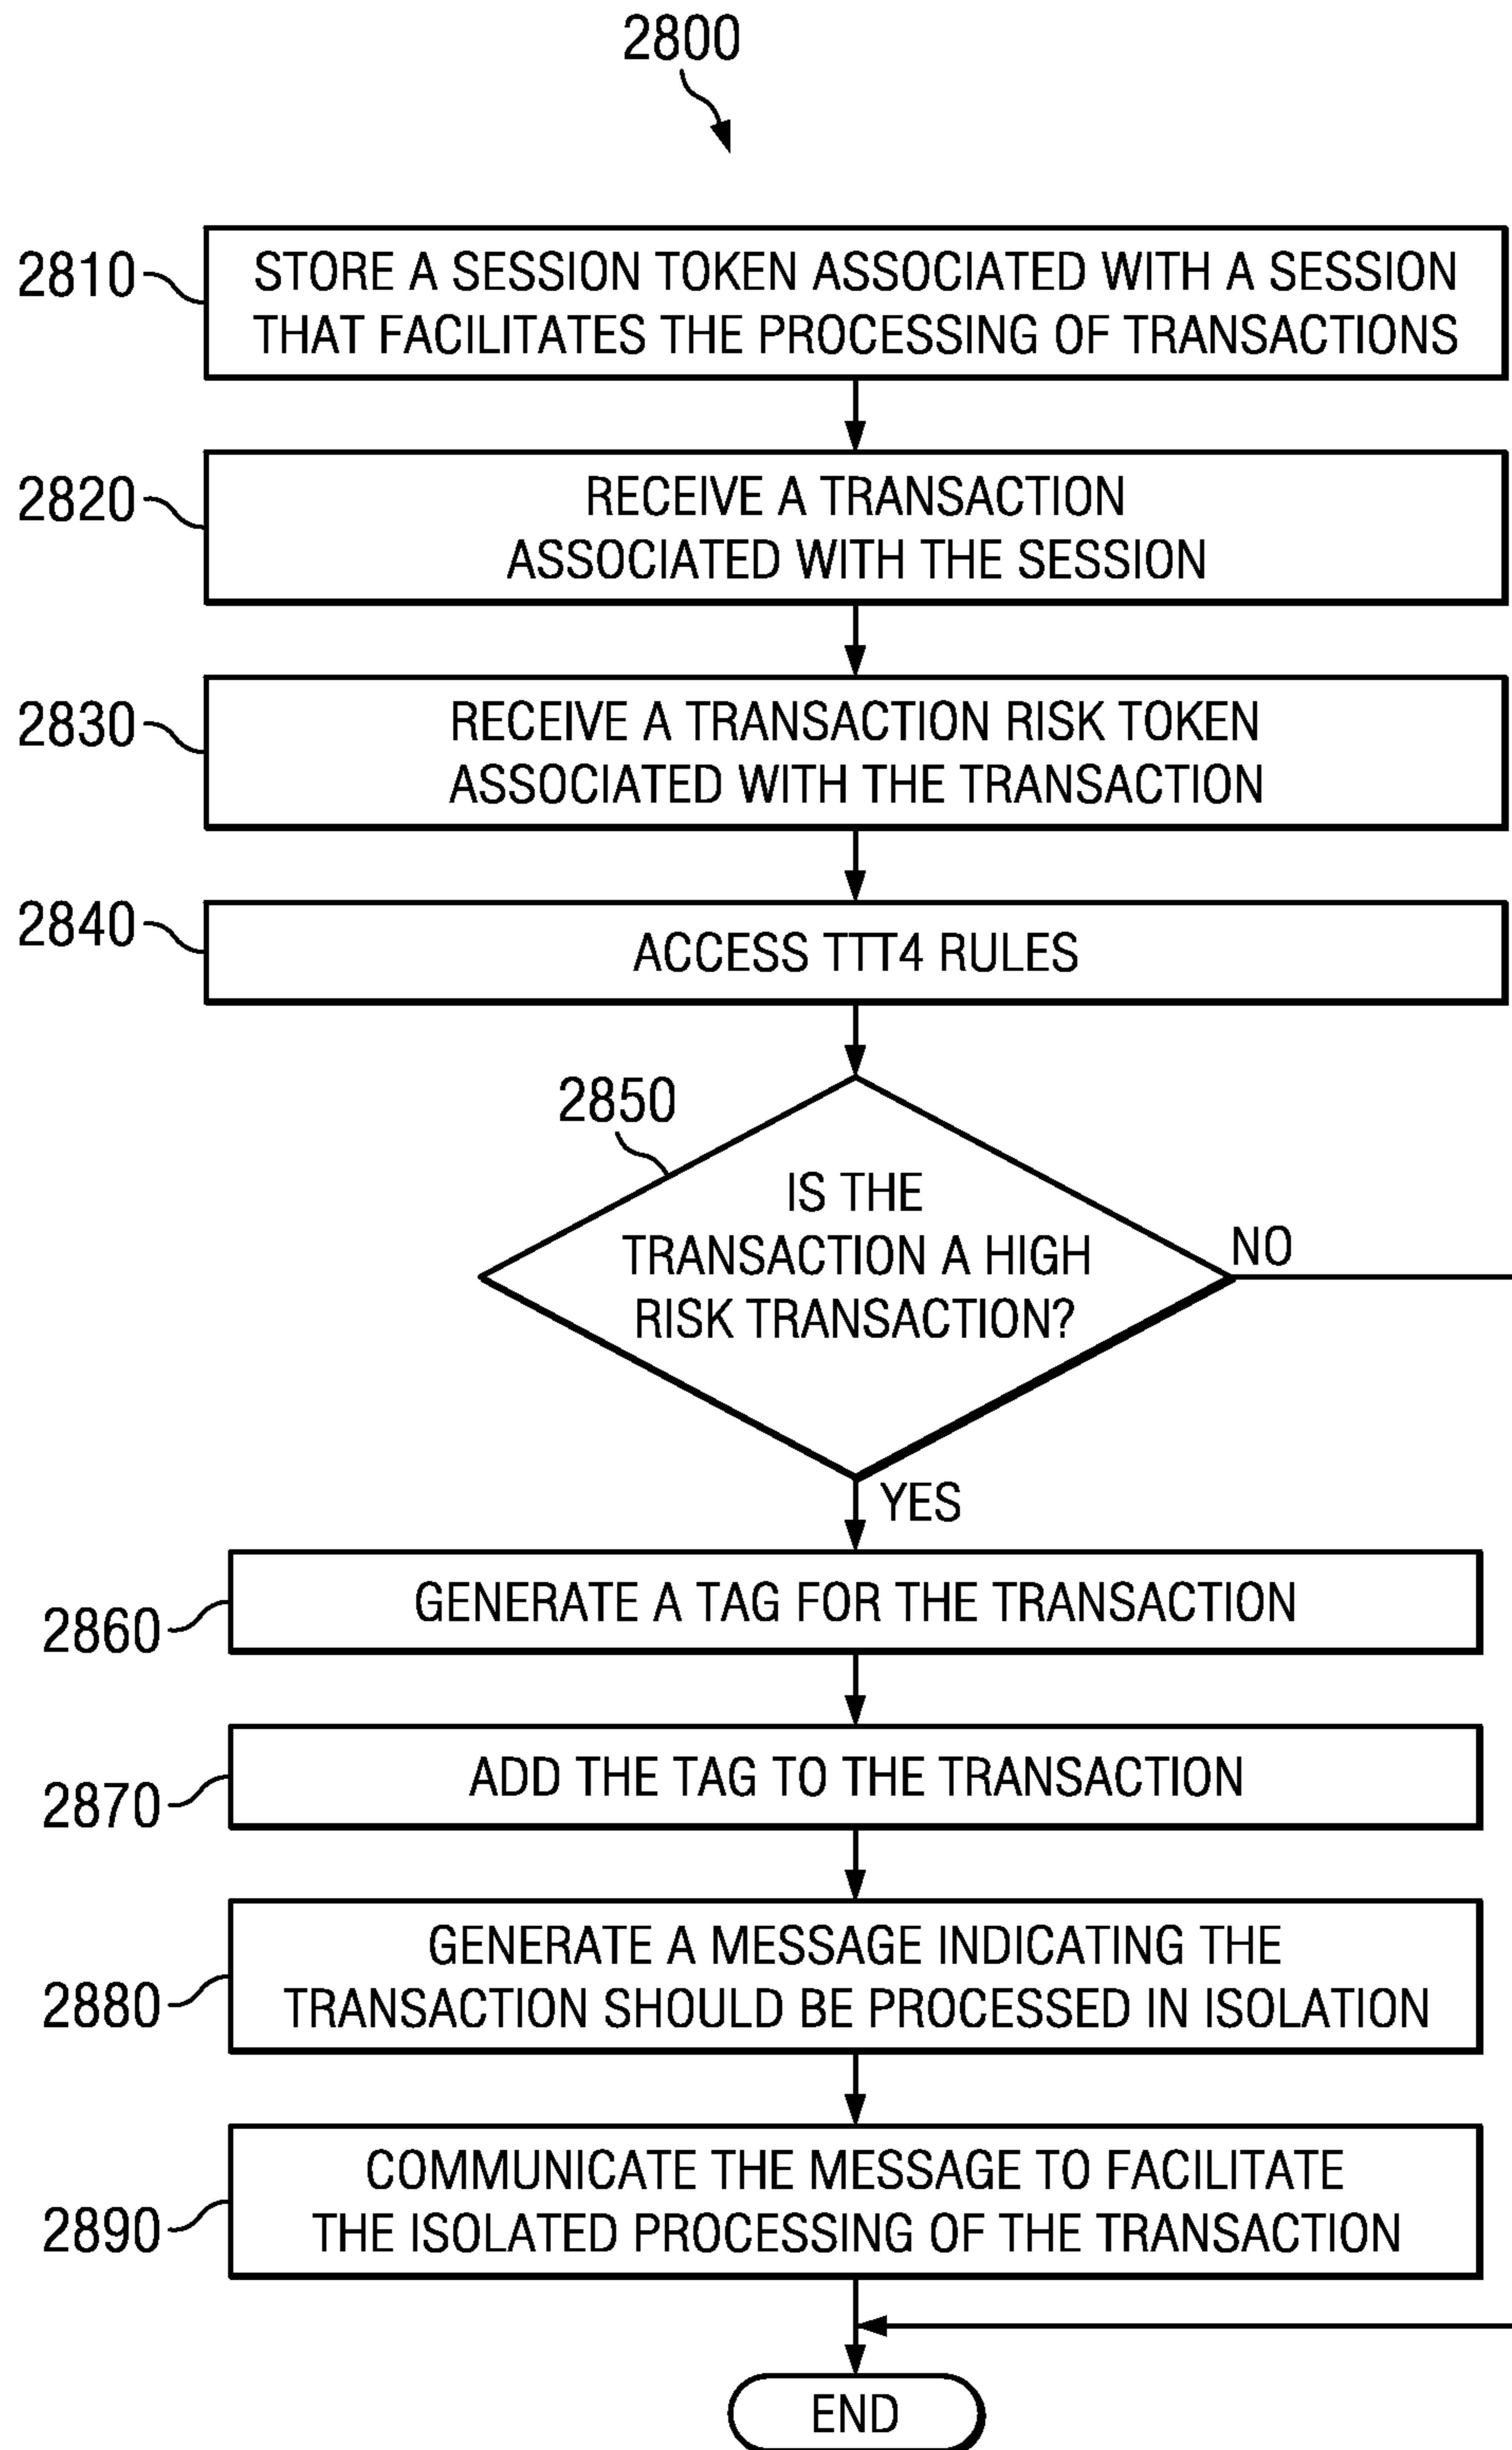 2800
2810
STORE A SESSION TOKEN ASSOCIATED WITH A SESSION
THAT FACILITATES THE PROCESSING OF TRANSACTIONS
2820
RECEIVE A TRANSACTION
ASSOCIATED WITH THE SESSION
2830
RECEIVE A TRANSACTION RISK TOKEN
ASSOCIATED WITH THE TRANSACTION
2840
ACCESS TTT4 RULES
2850
IS THE
TRANSACTION A HIGH
RISK TRANSACTION?
NO
YES
2860
GENERATE A TAG FOR THE TRANSACTION
2870
ADD THE TAG TO THE TRANSACTION
2880
GENERATE A MESSAGE INDICATING THE
TRANSACTION SHOULD BE PROCESSED IN ISOLATION
2890
COMMUNICATE THE MESSAGE TO FACILITATE
THE ISOLATED PROCESSING OF THE TRANSACTION
END